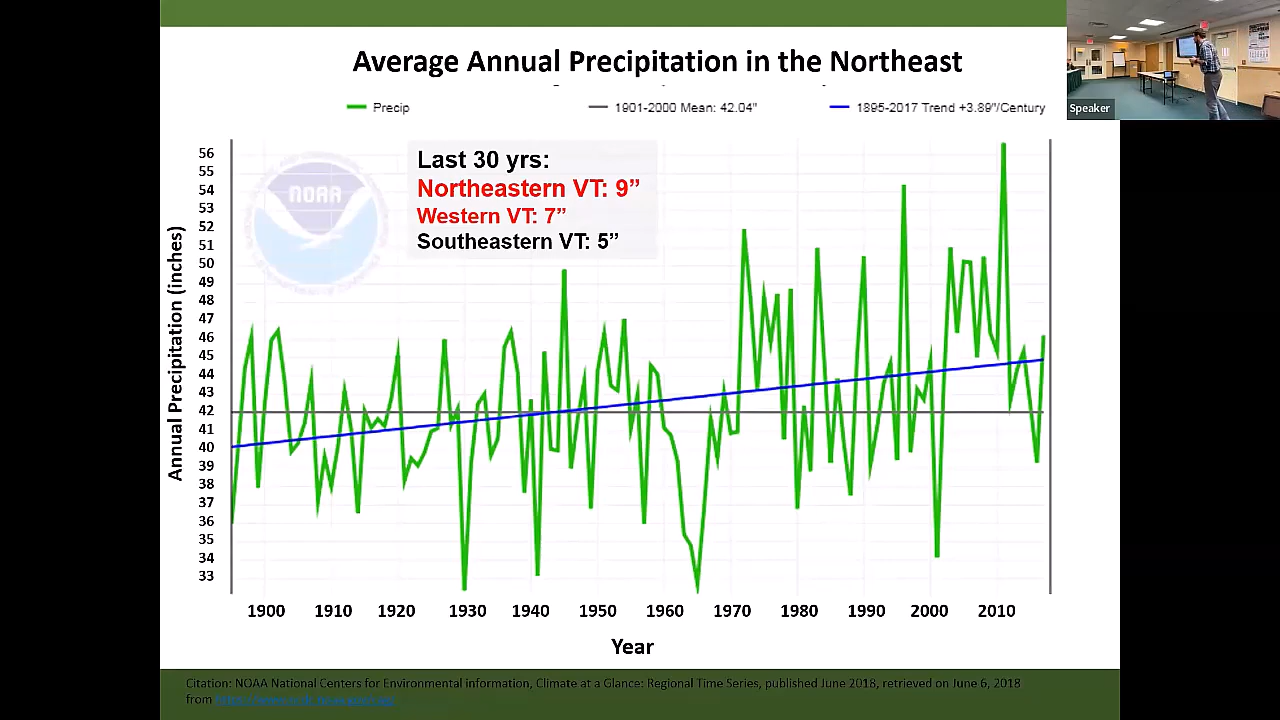 Average Annual Precipitation in the Northeast
Precip
1901-2000 Mean: 42.04"
1895-2017 Trend +3.89"/Century
Speaker
Last 30 yrs:
Northeastern VT: 9”
Western VT: 7”
Southeastern VT: 5”
NOAA
Annual Precipitation (inches)
56
55
54
53
52
51
50
49
48
47
46
45
44
43
42
41
40
39
38
37
36
35
34
33
1900 1910 1920 1930 1940 1950 1960 1970 1980 1990 2000 2010
Year
Citation: NOAA National Centers for Environmental information, Climate at a Glance: Regional Time Series, published June 2018, retrieved on June 6, 2018
from